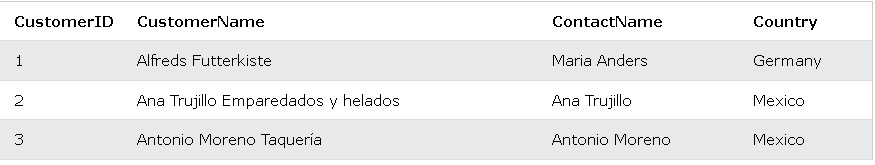 CustomerID CustomerName ContactName Country
1 Alfreds Futterkiste Maria Anders Germany
2 Ana Trujillo Emparedados y helados Ana Trujillo Mexico
3 Antonio Moreno Taquería Antonio Moreno Mexico